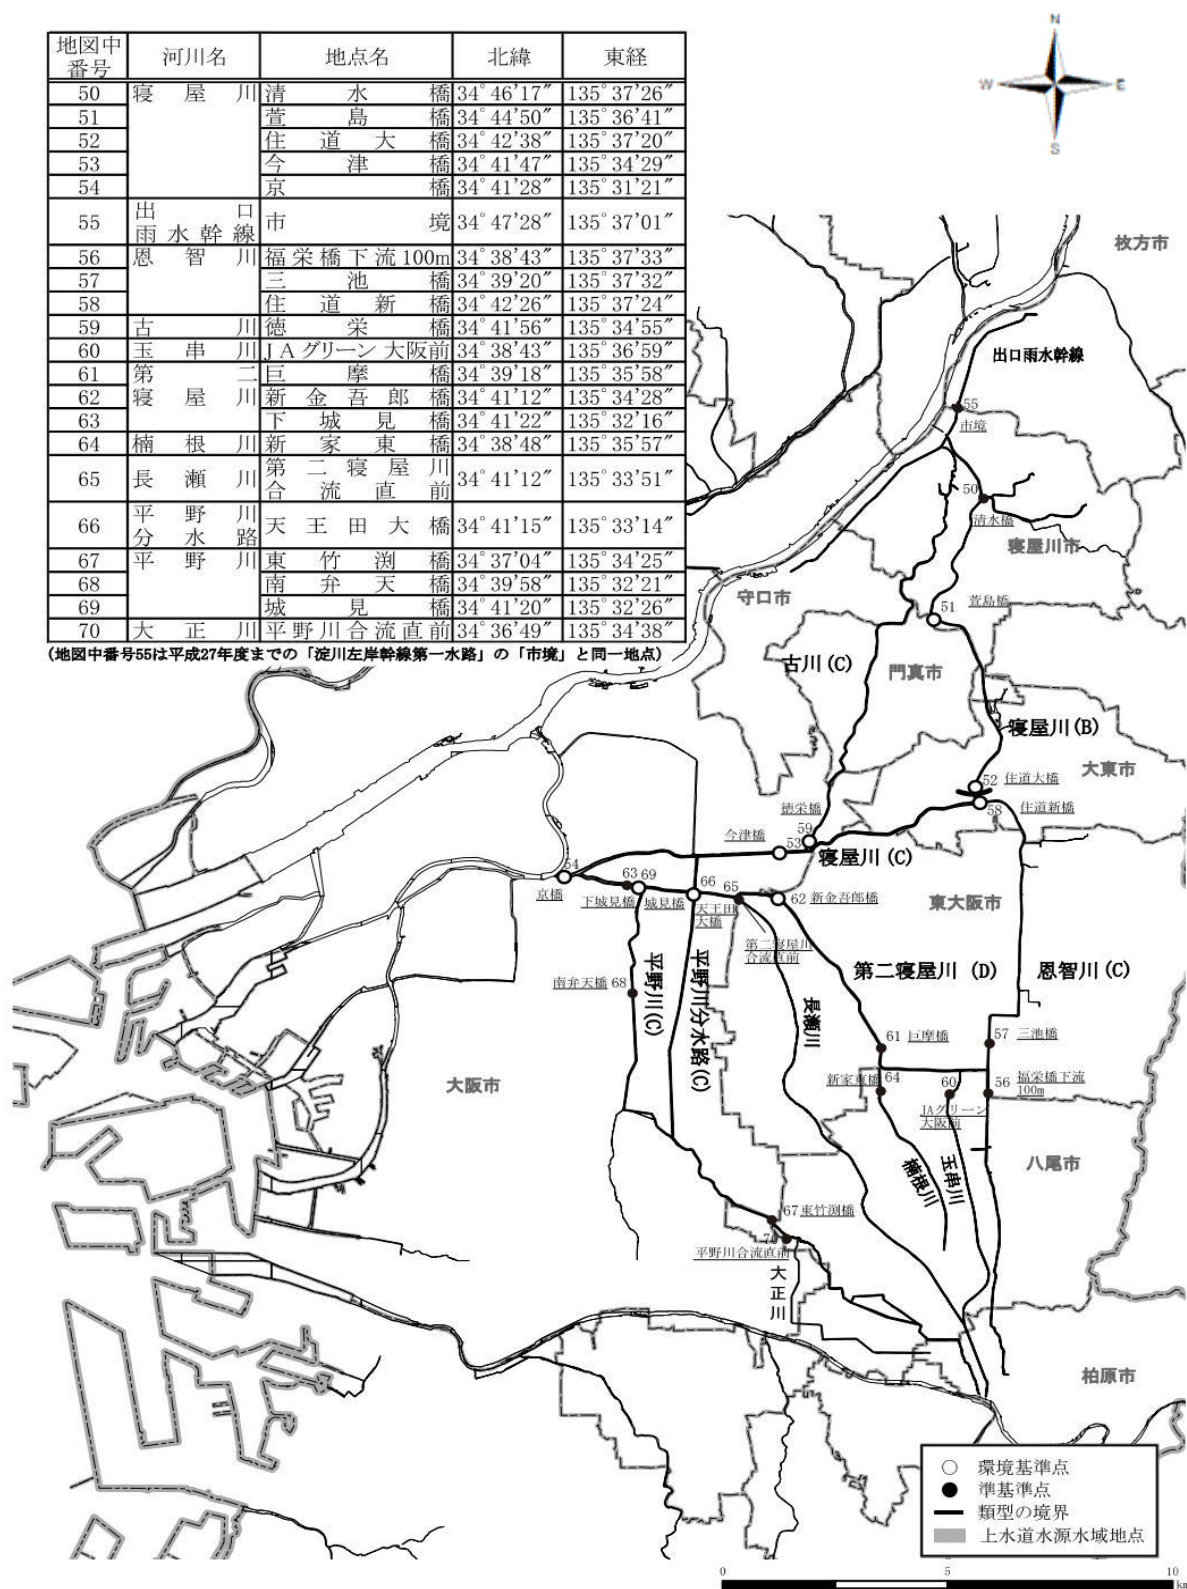 N
W
E
S
地図中番号 河川名 地点名 北緯 東経
50 寝屋川 清水橋 34°46'17" 135°37'26"
51 萱島橋 34°44'50" 135°36'41"
52 住道大橋 34°42'38" 135°37'20"
53 今津橋 34°41'47" 135°34'29"
54 京橋 34°41'28" 135°31'21"
55 出口雨水幹線 市境 34°47'28" 135°37'01"
56 恩智川 福栄橋下流100m 34°38'43" 135°37'33"
57 三池橋 34°39'20" 135°37'32"
58 住道新橋 34°42'26" 135°37'24"
59 古川 徳栄橋 34°41'56" 135°34'55"
60 玉串川 JAグリーン大阪前 34°38'43" 135°36'59"
61 第二寝屋川 巨摩橋 34°39'18" 135°35'58"
62 新金吾郎橋 34°41'12" 135°34'28"
63 下城見橋 34°41'22" 135°32'16"
64 楠根川 新家東橋 34°38'48" 135°35'57"
65 長瀬川 第二寝屋川合流直前 34°41'12" 135°33'51"
66 平野川分水路 天王田大橋 34°41'15" 135°33'14"
67 平野川 東竹渕橋 34°37'04" 135°34'25"
68 南弁天橋 34°39'58" 135°32'21"
69 城見橋 34°41'20" 135°32'26"
70 大正川 平野川合流直前 34°36'49" 135°34'38"
(地図中番号55は平成27年度までの「淀川左岸幹線第一水路」の「市境」と同一地点)
枚方市
出口雨水幹線
55
市境
50
清水橋
寝屋川市
守口市
51
萱島橋
古川(C)
門真市
寝屋川(B)
大東市
52 住道大橋
58 住道新橋
徳栄橋
59
今津橋
53
寝屋川(C)
54
京橋
63 69
下城見橋 城見橋
66 65
天王田
大橋
62 新金吾郎橋
東大阪市
第二寝屋川
合流直前
第二寝屋川 (D)
恩智川(C)
南弁天橋 68
平野川(C)
平野川分水路(C)
長瀬川
61 巨摩橋
57 三池橋
新家東橋 64
60
JAグリーン
大阪前
56 福栄橋下流
100m
大阪市
楠根川
玉串川
八尾市
67 東竹渕橋
70
平野川合流直前
大正川
柏原市
○ 環境基準点
● 準基準点
類型の境界
上水道水源水域地点
0 5 10
km